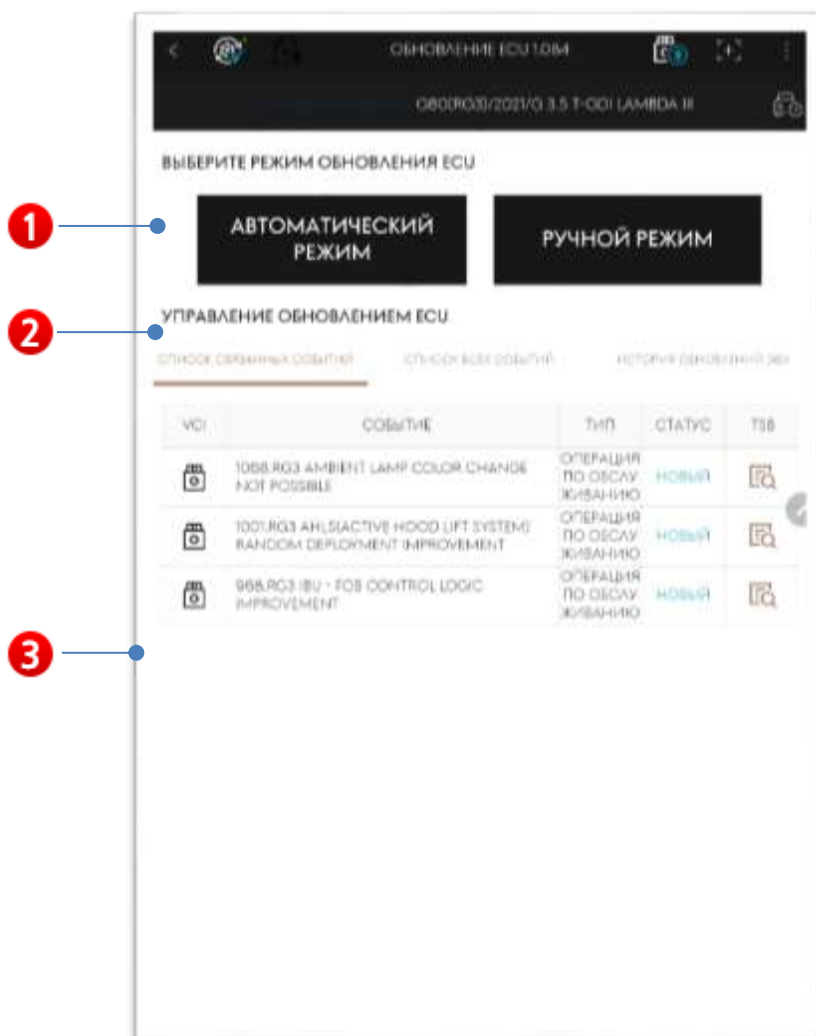 ОБНОВЛЕНИЕ ECU 1.0.84
G80(RG3)/2021/G 3.5 T-GDI LAMBDA III
ВЫБЕРИТЕ РЕЖИМ ОБНОВЛЕНИЯ ECU
1
АВТОМАТИЧЕСКИЙ
РЕЖИМ
РУЧНОЙ РЕЖИМ
УПРАВЛЕНИЕ ОБНОВЛЕНИЕМ ECU
2
СПИСОК СВЯЗАННЫХ СОБЫТИЙ СПИСОК ВСЕХ СОБЫТИЙ ИСТОРИЯ ОБНОВЛЕНИЙ ЭБУ
VCI СОБЫТИЕ ТИП СТАТУС TSB
1068.RG3 AMBIENT LAMP COLOR CHANGE
NOT POSSIBLE
ОПЕРАЦИЯ
ПО ОБСЛУ
ЖИВАНИЮ
НОВЫЙ
1001.RG3 AHLS(ACTIVE HOOD LIFT SYSTEM)
RANDOM DEPLOYMENT IMPROVEMENT
ОПЕРАЦИЯ
ПО ОБСЛУ
ЖИВАНИЮ
НОВЫЙ
968.RG3 IBU - FOB CONTROL LOGIC
IMPROVEMENT
ОПЕРАЦИЯ
ПО ОБСЛУ
ЖИВАНИЮ
НОВЫЙ
3